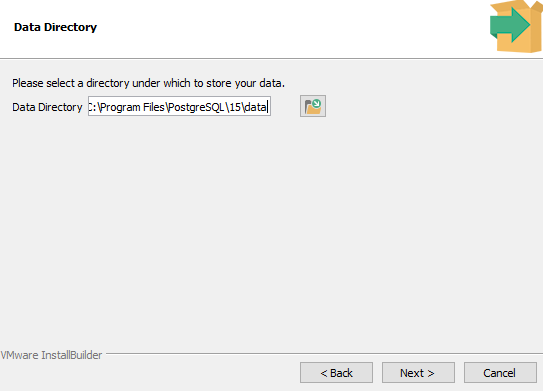 Data Directory
Please select a directory under which to store your data.
Data Directory C:\Program Files\PostgreSQL\15\data
VMware InstallBuilder
< Back Next > Cancel